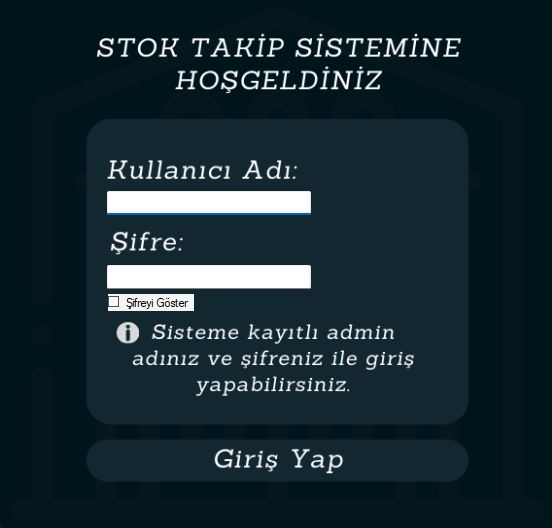 STOK TAKİP SİSTEMİNE
HOŞGELDİNİZ
Kullanıcı Adı:
Şifre:
Şifreyi Göster
Sisteme kayıtlı admin
adınız ve şifreniz ile giriş
yapabilirsiniz.
Giriş Yap